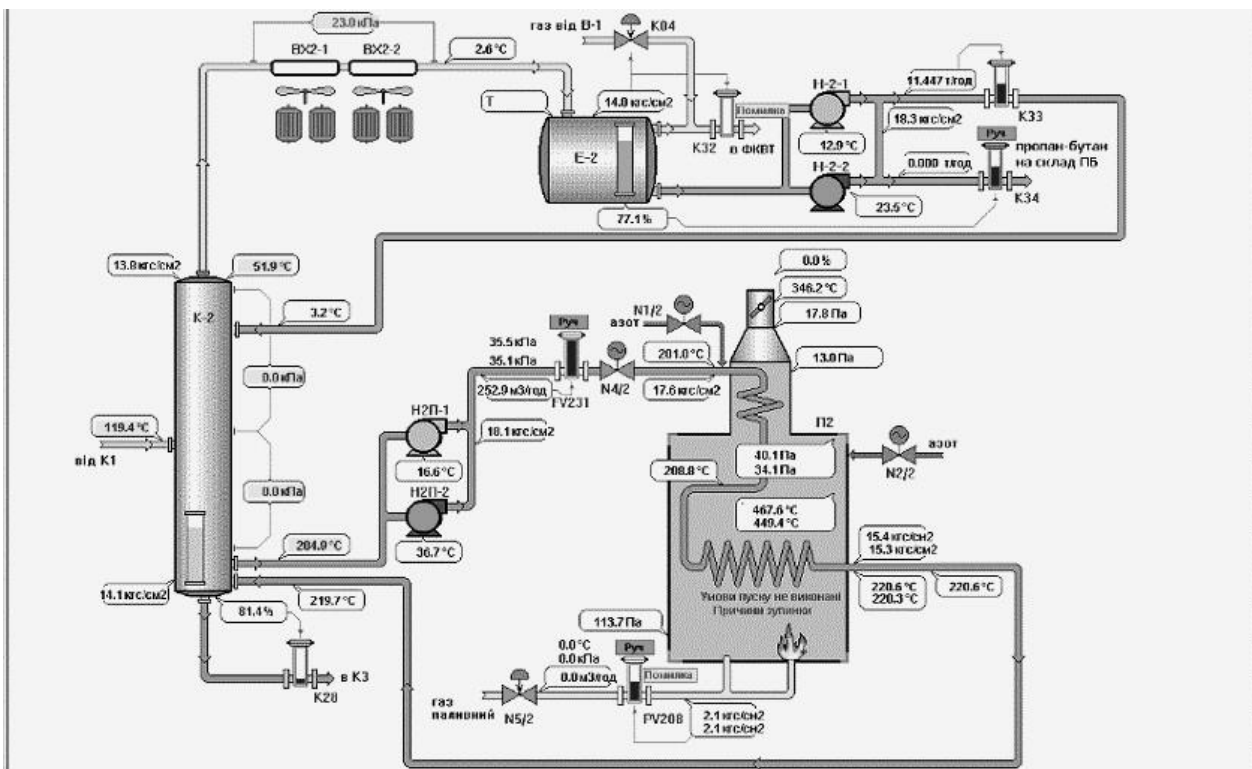 23.0 кПа
ВХ2-1
ВХ2-2
2.6 °C
газ від В-1
К84
Т
14.0 кгс/см2
Е-2
77.1 %
К32
в ФКВТ
Помилка
Н-2-1
12.9 °C
Н-2-2
23.5 °C
11.447 т/год
К33
18.3 кгс/см2
0.000 т/год
Руч
пропан-бутан
на склад ПБ
К34
13.8 кгс/см2
51.9 °C
К-2
3.2 °C
0.0 кПа
119.4 °C
від К1
0.0 кПа
204.9 °C
14.1 кгс/см2
81.4 %
219.7 °C
К28
в К3
Н2П-1
16.6 °C
Н2П-2
36.7 °C
35.5 кПа
35.1 кПа
252.9 м3/год
18.1 кгс/см2
Руч
FV231
N4/2
N1/2
азот
201.0 °C
17.6 кгс/см2
0.0 %
346.2 °C
17.8 Па
13.0 Па
П2
40.1 Па
34.1 Па
азот
N2/2
208.8 °C
467.6 °C
449.4 °C
15.4 кгс/см2
15.3 кгс/см2
220.6 °C
220.3 °C
220.6 °C
Умови пуску не виконані
Причини зупинки
113.7 Па
0.0 °C
0.0 кПа
0.0 м3/год
Руч
Помилка
газ
паливний
N5/2
PV208
2.1 кгс/см2
2.1 кгс/см2